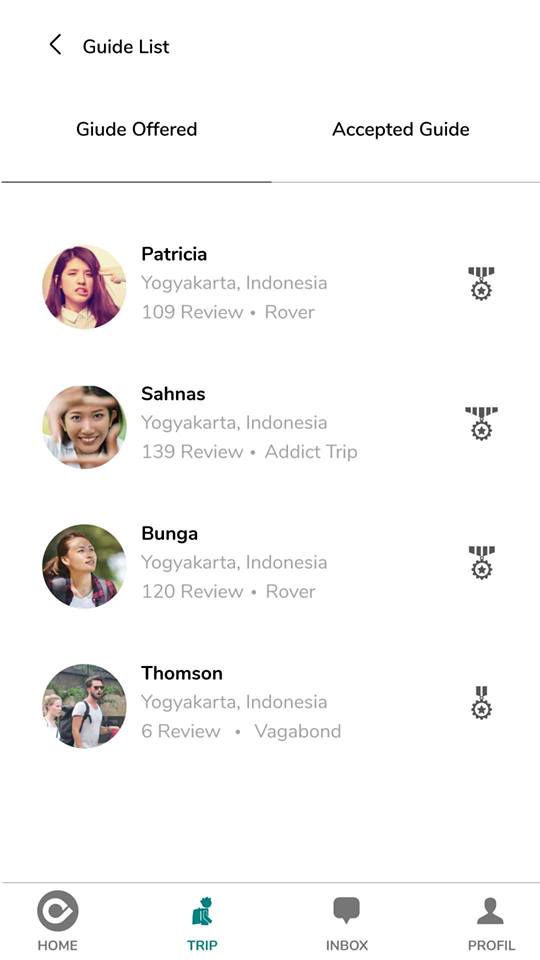 Guide List
Giude Offered
Accepted Guide
Patricia
Yogyakarta, Indonesia
109 Review • Rover
Sahnas
Yogyakarta, Indonesia
139 Review • Addict Trip
Bunga
Yogyakarta, Indonesia
120 Review • Rover
Thomson
Yogyakarta, Indonesia
6 Review • Vagabond
HOME
TRIP
INBOX
PROFIL